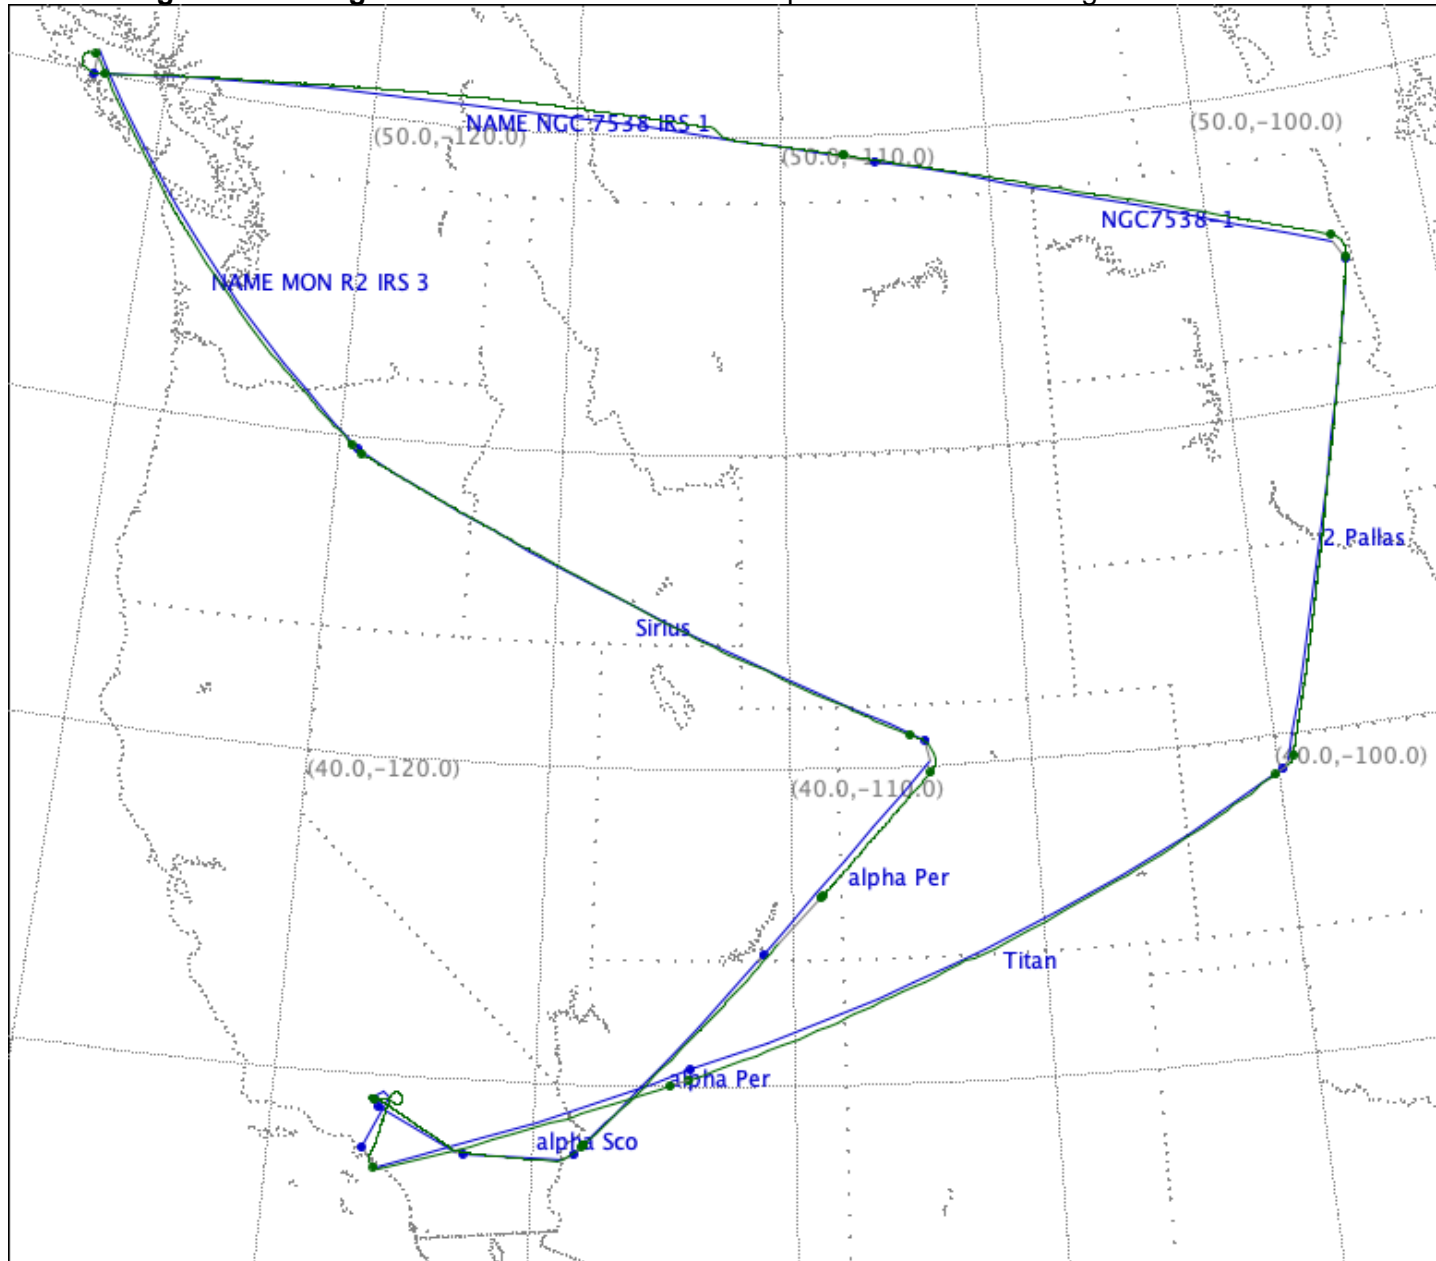 NAME NGC 7538 IRS 1
(50.0,-120.0)
(50.0,-110.0)
(50.0,-100.0)
NGC7538-1
NAME MON R2 IRS 3
2 Pallas
Sirius
(40.0,-120.0)
(40.0,-110.0)
(40.0,-100.0)
alpha Per
Titan
alpha Per
alpha Sco